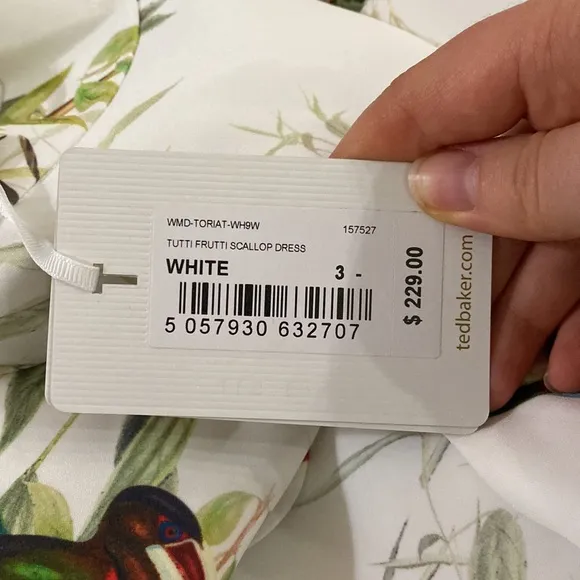 WMD-TORIAT-WH9W 157527
TUTTI FRUTTI SCALLOP DRESS
WHITE 3 -
5 057930 632707
$ 229.00
tedbaker.com